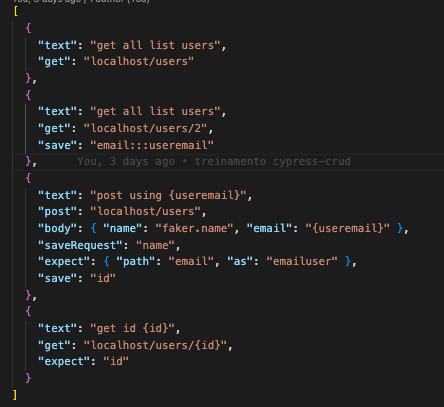 You, 3 days ago | 1 author (You)
[
{
"text": "get all list users",
"get": "localhost/users"
},
{
"text": "get all list users",
"get": "localhost/users/2",
"save": "email:::useremail"
}, You, 3 days ago • treinamento cypress-crud
{
"text": "post using {useremail}",
"post": "localhost/users",
"body": { "name": "faker.name", "email": "{useremail}" },
"saveRequest": "name",
"expect": { "path": "email", "as": "emailuser" },
"save": "id"
},
{
"text": "get id {id}",
"get": "localhost/users/{id}",
"expect": "id"
}
]